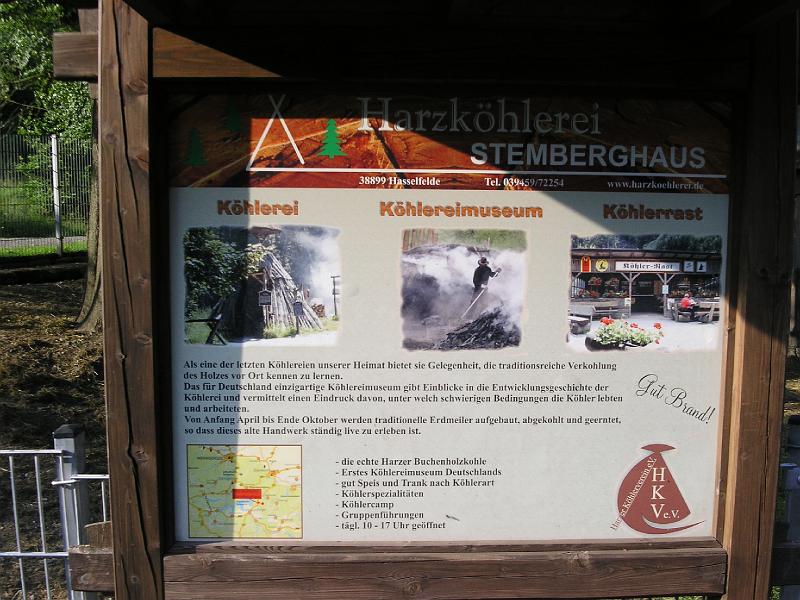 Harzköhlerei
STEMBERGHAUS
38899 Hasselfelde Tel. 039459/72254 www.harzkoehlerei.de
Köhlerei Köhlereimuseum Köhlerrast
Köhler-Rast
Als eine der letzten Köhlereien unserer Heimat bietet sie Gelegenheit, die traditionsreiche Verkohlung
des Holzes vor Ort kennen zu lernen.
Das für Deutschland einzigartige Köhlereimuseum gibt Einblicke in die Entwicklungsgeschichte der
Köhlerei und vermittelt einen Eindruck davon, unter welch schwierigen Bedingungen die Köhler lebten
und arbeiteten.
Von Anfang April bis Ende Oktober werden traditionelle Erdmeiler aufgebaut, abgekohlt und geerntet,
so dass dieses alte Handwerk ständig live zu erleben ist.
Gut Brand!
- die echte Harzer Buchenholzkohle
- Erstes Köhlereimuseum Deutschlands
- gut Speis und Trank nach Köhlerart
- Köhlerspezialitäten
- Köhlercamp
- Gruppenführungen
- tägl. 10 - 17 Uhr geöffnet
Harzer Köhlerverein e.V.
H
K
V e.V.